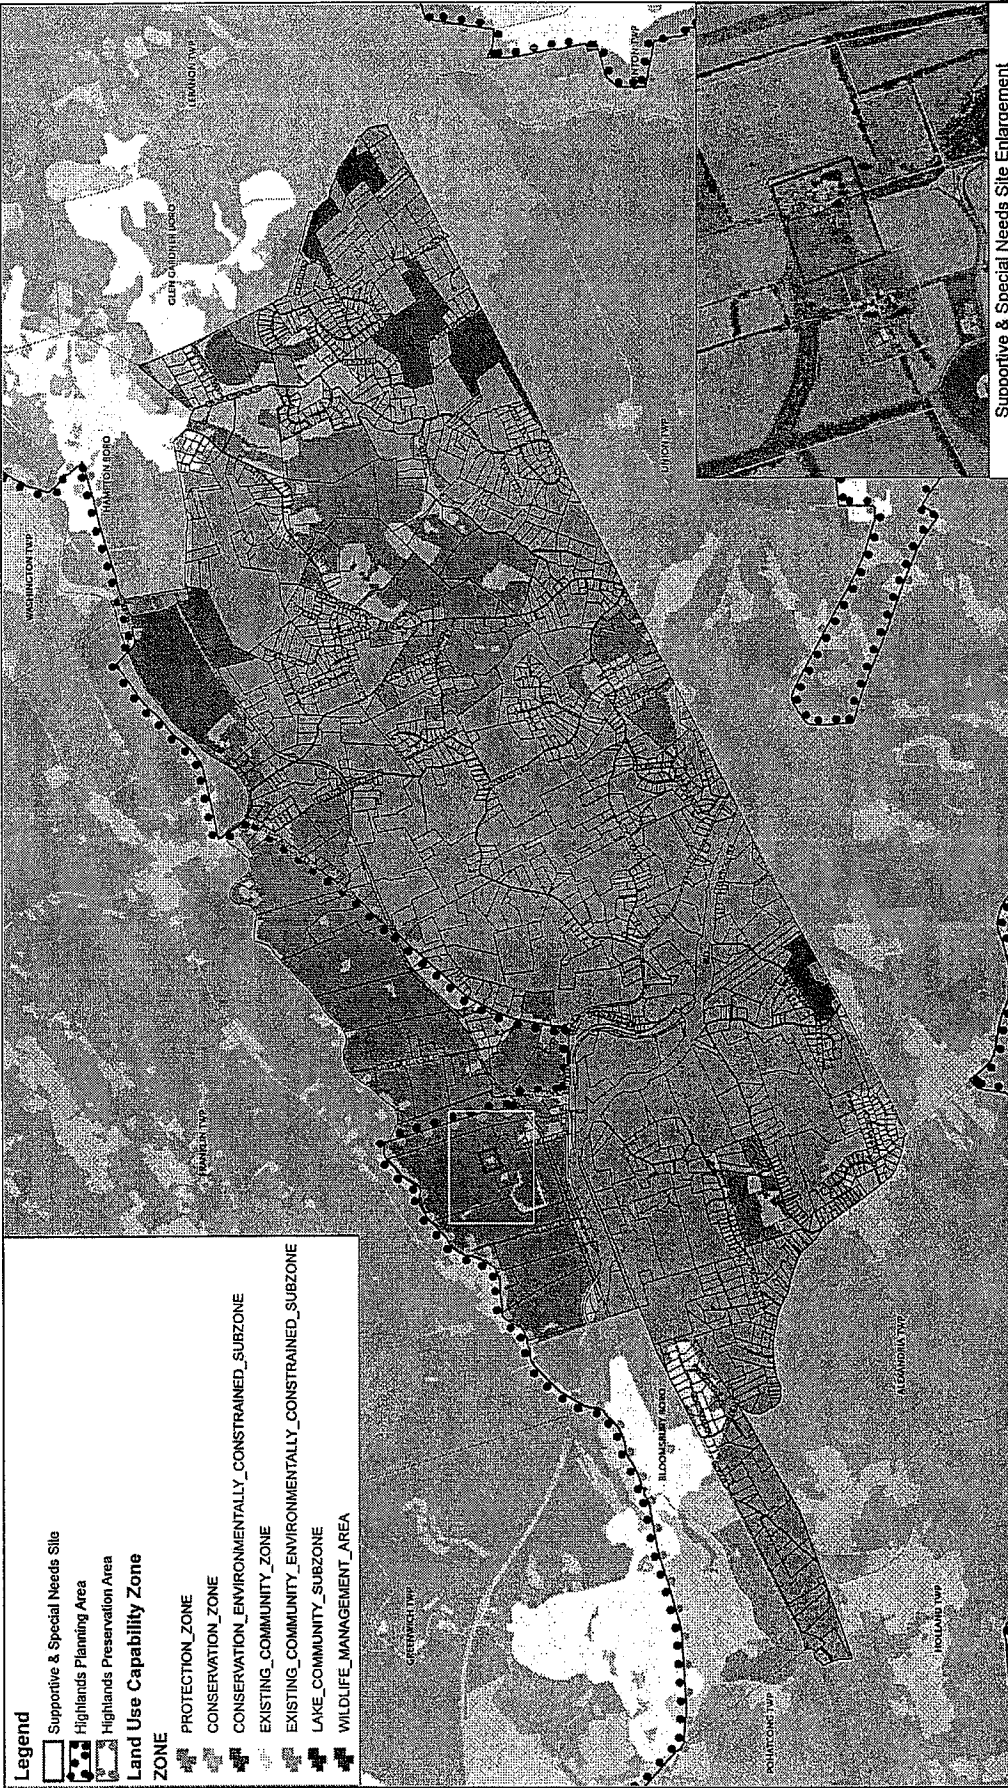 Legend
Supportive & Special Needs Site
Highlands Planning Area
Highlands Preservation Area
Land Use Capability Zone
ZONE
PROTECTION_ZONE
CONSERVATION_ZONE
CONSERVATION_ENVIRONMENTALLY_CONSTRAINED_SUBZONE
EXISTING_COMMUNITY_ZONE
EXISTING_COMMUNITY_ENVIRONMENTALLY_CONSTRAINED_SUBZONE
LAKE_COMMUNITY_SUBZONE
WILDLIFE_MANAGEMENT_AREA
WASHINGTON TWP
HAMPTON BORO
GLEN GARDNER BORO
LEBANON TWP
FRANKLIN TWP
UNION TWP
GREENWICH TWP
BLOOMSBURY BORO
ALEXANDRIA TWP
HOLLAND TWP
POHATCONG TWP
Supportive & Special Needs Site Enlargement